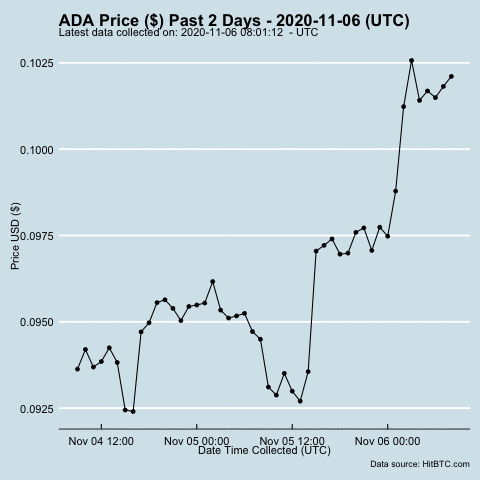 ADA Price ($) Past 2 Days - 2020-11-06 (UTC)
Latest data collected on: 2020-11-06 08:01:12 - UTC
0.1025
0.1000
0.0975
0.0950
0.0925
Price USD ($)
Nov 04 12:00 Nov 05 00:00 Nov 05 12:00 Nov 06 00:00
Date Time Collected (UTC)
Data source: HitBTC.com